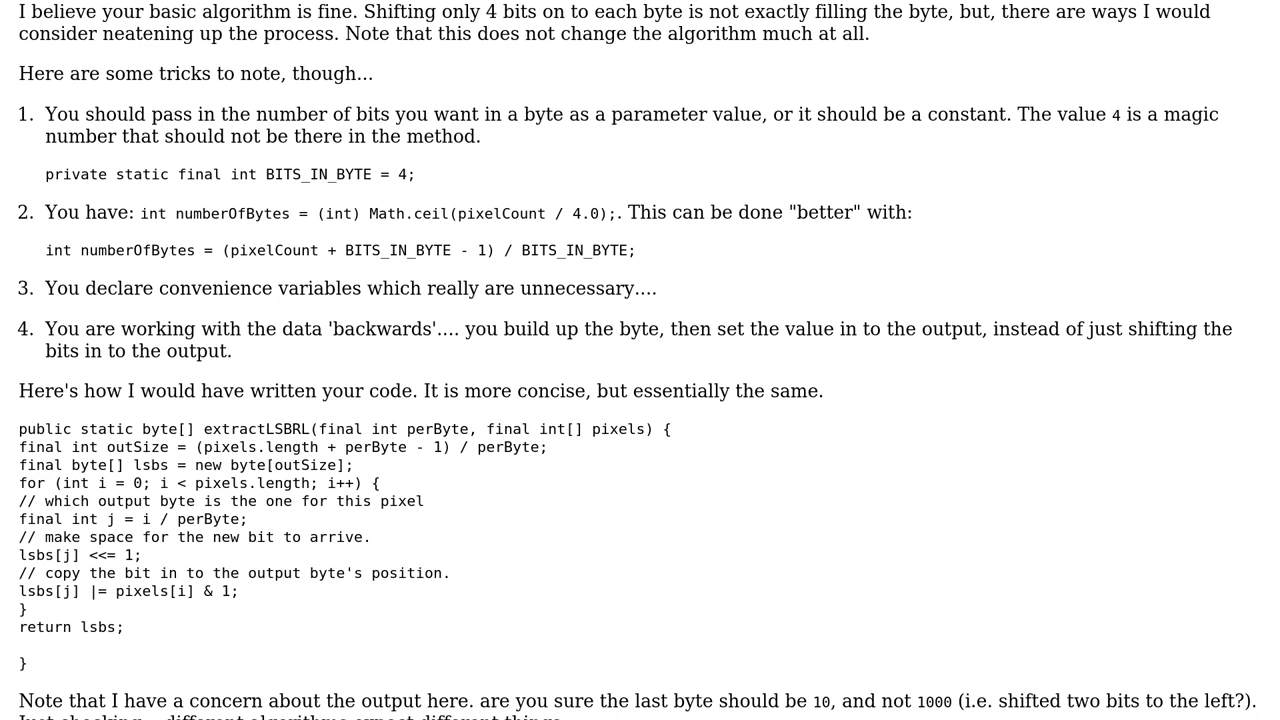 I believe your basic algorithm is fine. Shifting only 4 bits on to each byte is not exactly filling the byte, but, there are ways I would
consider neatening up the process. Note that this does not change the algorithm much at all.
Here are some tricks to note, though...
1. You should pass in the number of bits you want in a byte as a parameter value, or it should be a constant. The value 4 is a magic
number that should not be there in the method.
private static final int BITS_IN_BYTE = 4;
2. You have: int numberOfBytes = (int) Math.ceil(pixelCount / 4.0);. This can be done "better" with:
int numberOfBytes = (pixelCount + BITS_IN_BYTE - 1) / BITS_IN_BYTE;
3. You declare convenience variables which really are unnecessary....
4. You are working with the data 'backwards'.... you build up the byte, then set the value in to the output, instead of just shifting the
bits in to the output.
Here's how I would have written your code. It is more concise, but essentially the same.
public static byte[] extractLSBRL(final int perByte, final int[] pixels) {
final int outSize = (pixels.length + perByte - 1) / perByte;
final byte[] lsbs = new byte[outSize];
for (int i = 0; i < pixels.length; i++) {
// which output byte is the one for this pixel
final int j = i / perByte;
// make space for the new bit to arrive.
lsbs[j] <<= 1;
// copy the bit in to the output byte's position.
lsbs[j] |= pixels[i] & 1;
}
return lsbs;
}
Note that I have a concern about the output here. are you sure the last byte should be 10, and not 1000 (i.e. shifted two bits to the left?).